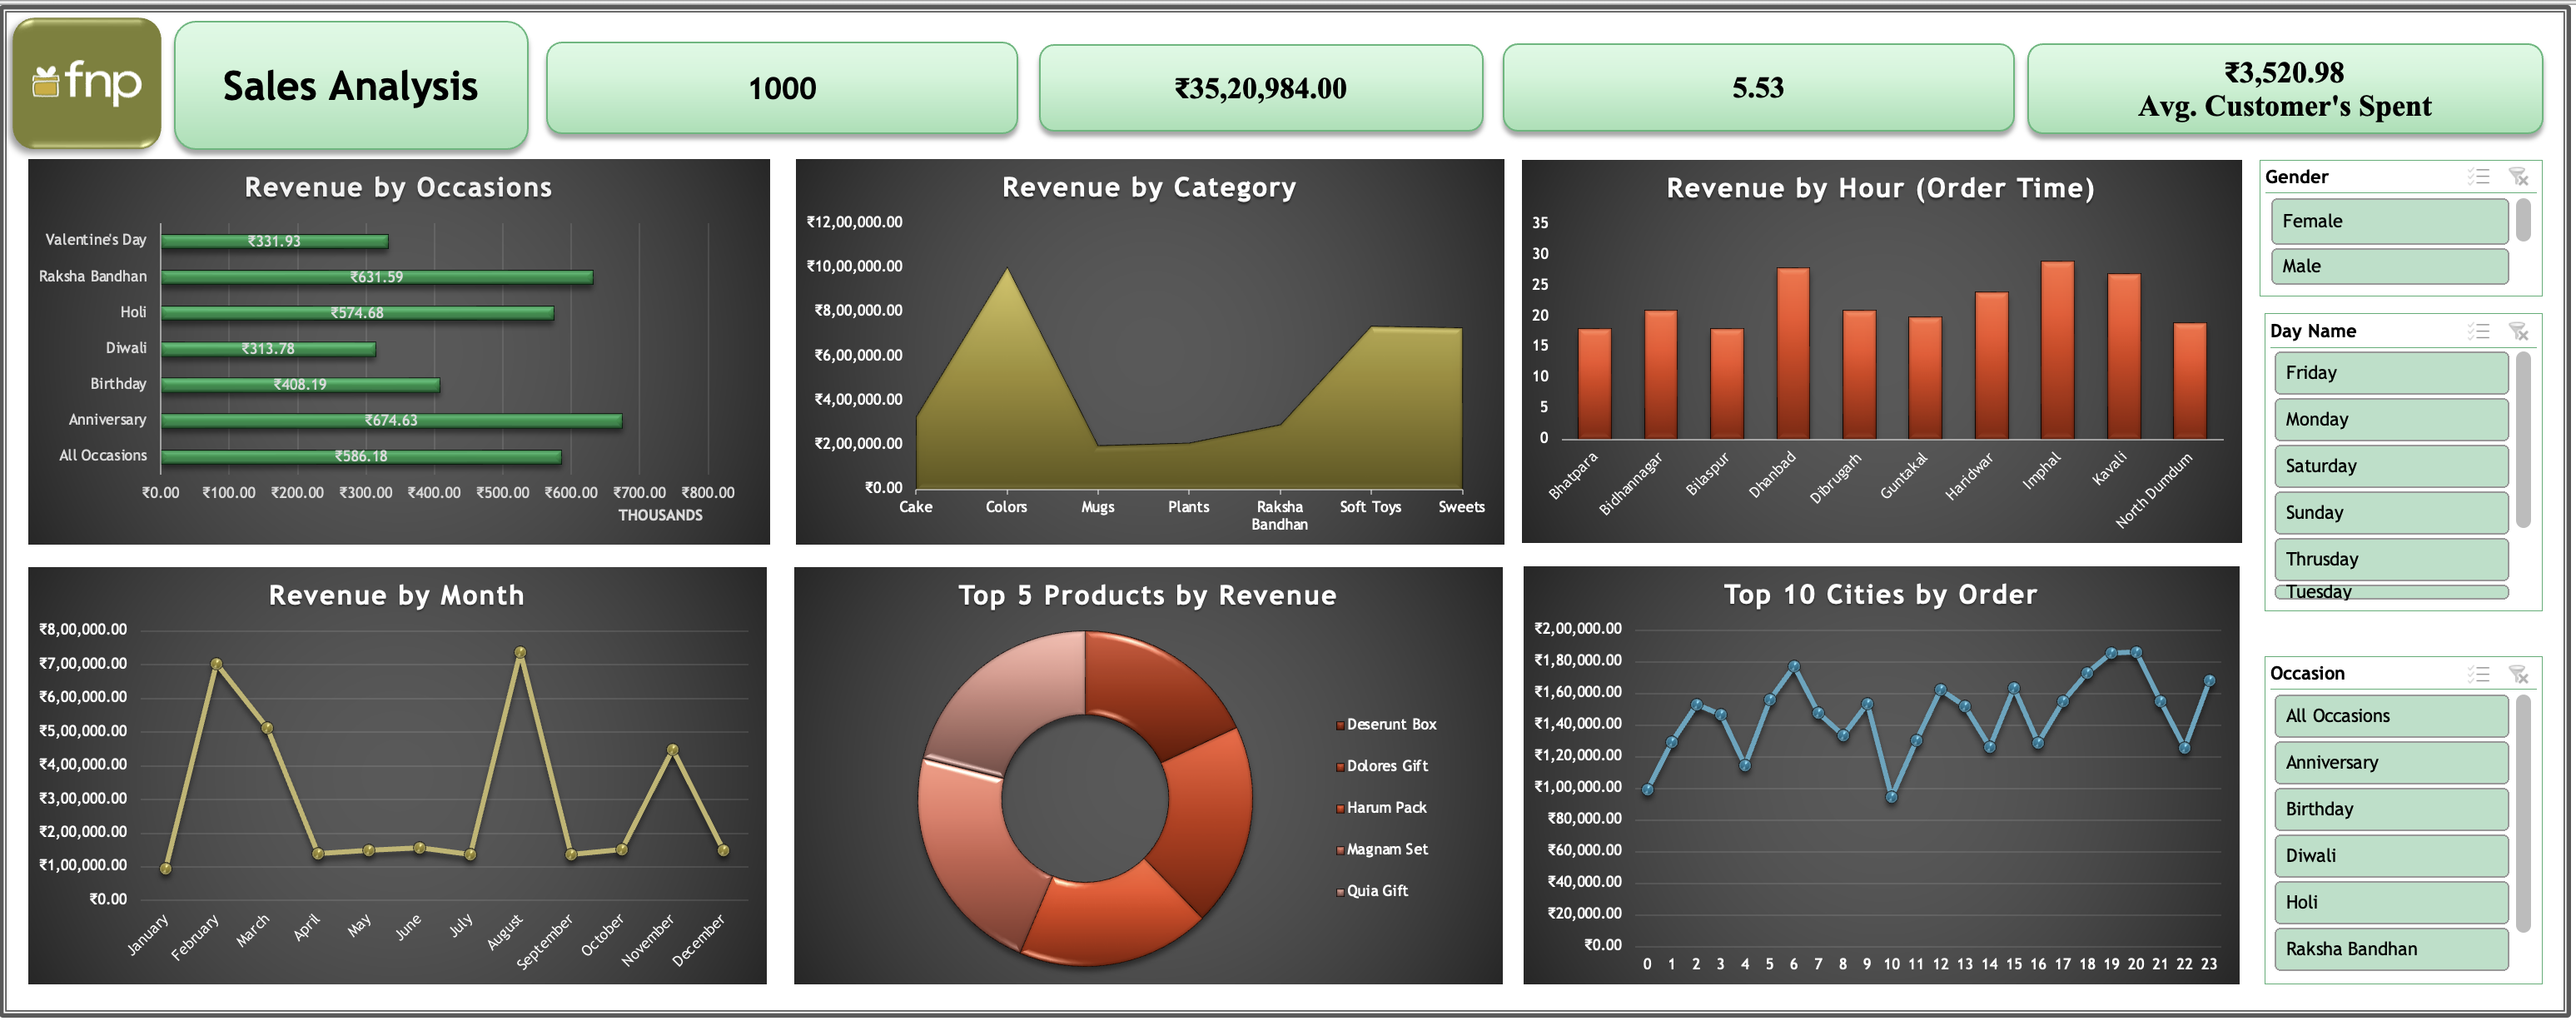 fnp
Sales Analysis
1000
₹35,20,984.00
5.53
₹3,520.98
Avg. Customer's Spent
Revenue by Occasions
Valentine's Day
₹331.93
Raksha Bandhan
₹631.59
Holi
₹574.68
Diwali
₹313.78
Birthday
₹408.19
Anniversary
₹674.63
All Occasions
₹586.18
₹0.00 ₹100.00 ₹200.00 ₹300.00 ₹400.00 ₹500.00 ₹600.00 ₹700.00 ₹800.00
THOUSANDS
Revenue by Category
₹12,00,000.00
₹10,00,000.00
₹8,00,000.00
₹6,00,000.00
₹4,00,000.00
₹2,00,000.00
₹0.00
Cake Colors Mugs Plants Raksha Soft Toys Sweets
Bandhan
Revenue by Hour (Order Time)
35
30
25
20
15
10
5
0
Bhatpara
Bidhannagar
Bilaspur
Dhanbad
Dibrugarh
Guntakal
Haridwar
Imphal
Kavali
North Dumdum
Gender
Female
Male
Day Name
Friday
Monday
Saturday
Sunday
Thrusday
Tuesday
Revenue by Month
₹8,00,000.00
₹7,00,000.00
₹6,00,000.00
₹5,00,000.00
₹4,00,000.00
₹3,00,000.00
₹2,00,000.00
₹1,00,000.00
₹0.00
January
February
March
April
May
June
July
August
September
October
November
December
Top 5 Products by Revenue
Deserunt Box
Dolores Gift
Harum Pack
Magnam Set
Quia Gift
Top 10 Cities by Order
₹2,00,000.00
₹1,80,000.00
₹1,60,000.00
₹1,40,000.00
₹1,20,000.00
₹1,00,000.00
₹80,000.00
₹60,000.00
₹40,000.00
₹20,000.00
₹0.00
0 1 2 3 4 5 6 7 8 9 10 11 12 13 14 15 16 17 18 19 20 21 22 23
Occasion
All Occasions
Anniversary
Birthday
Diwali
Holi
Raksha Bandhan